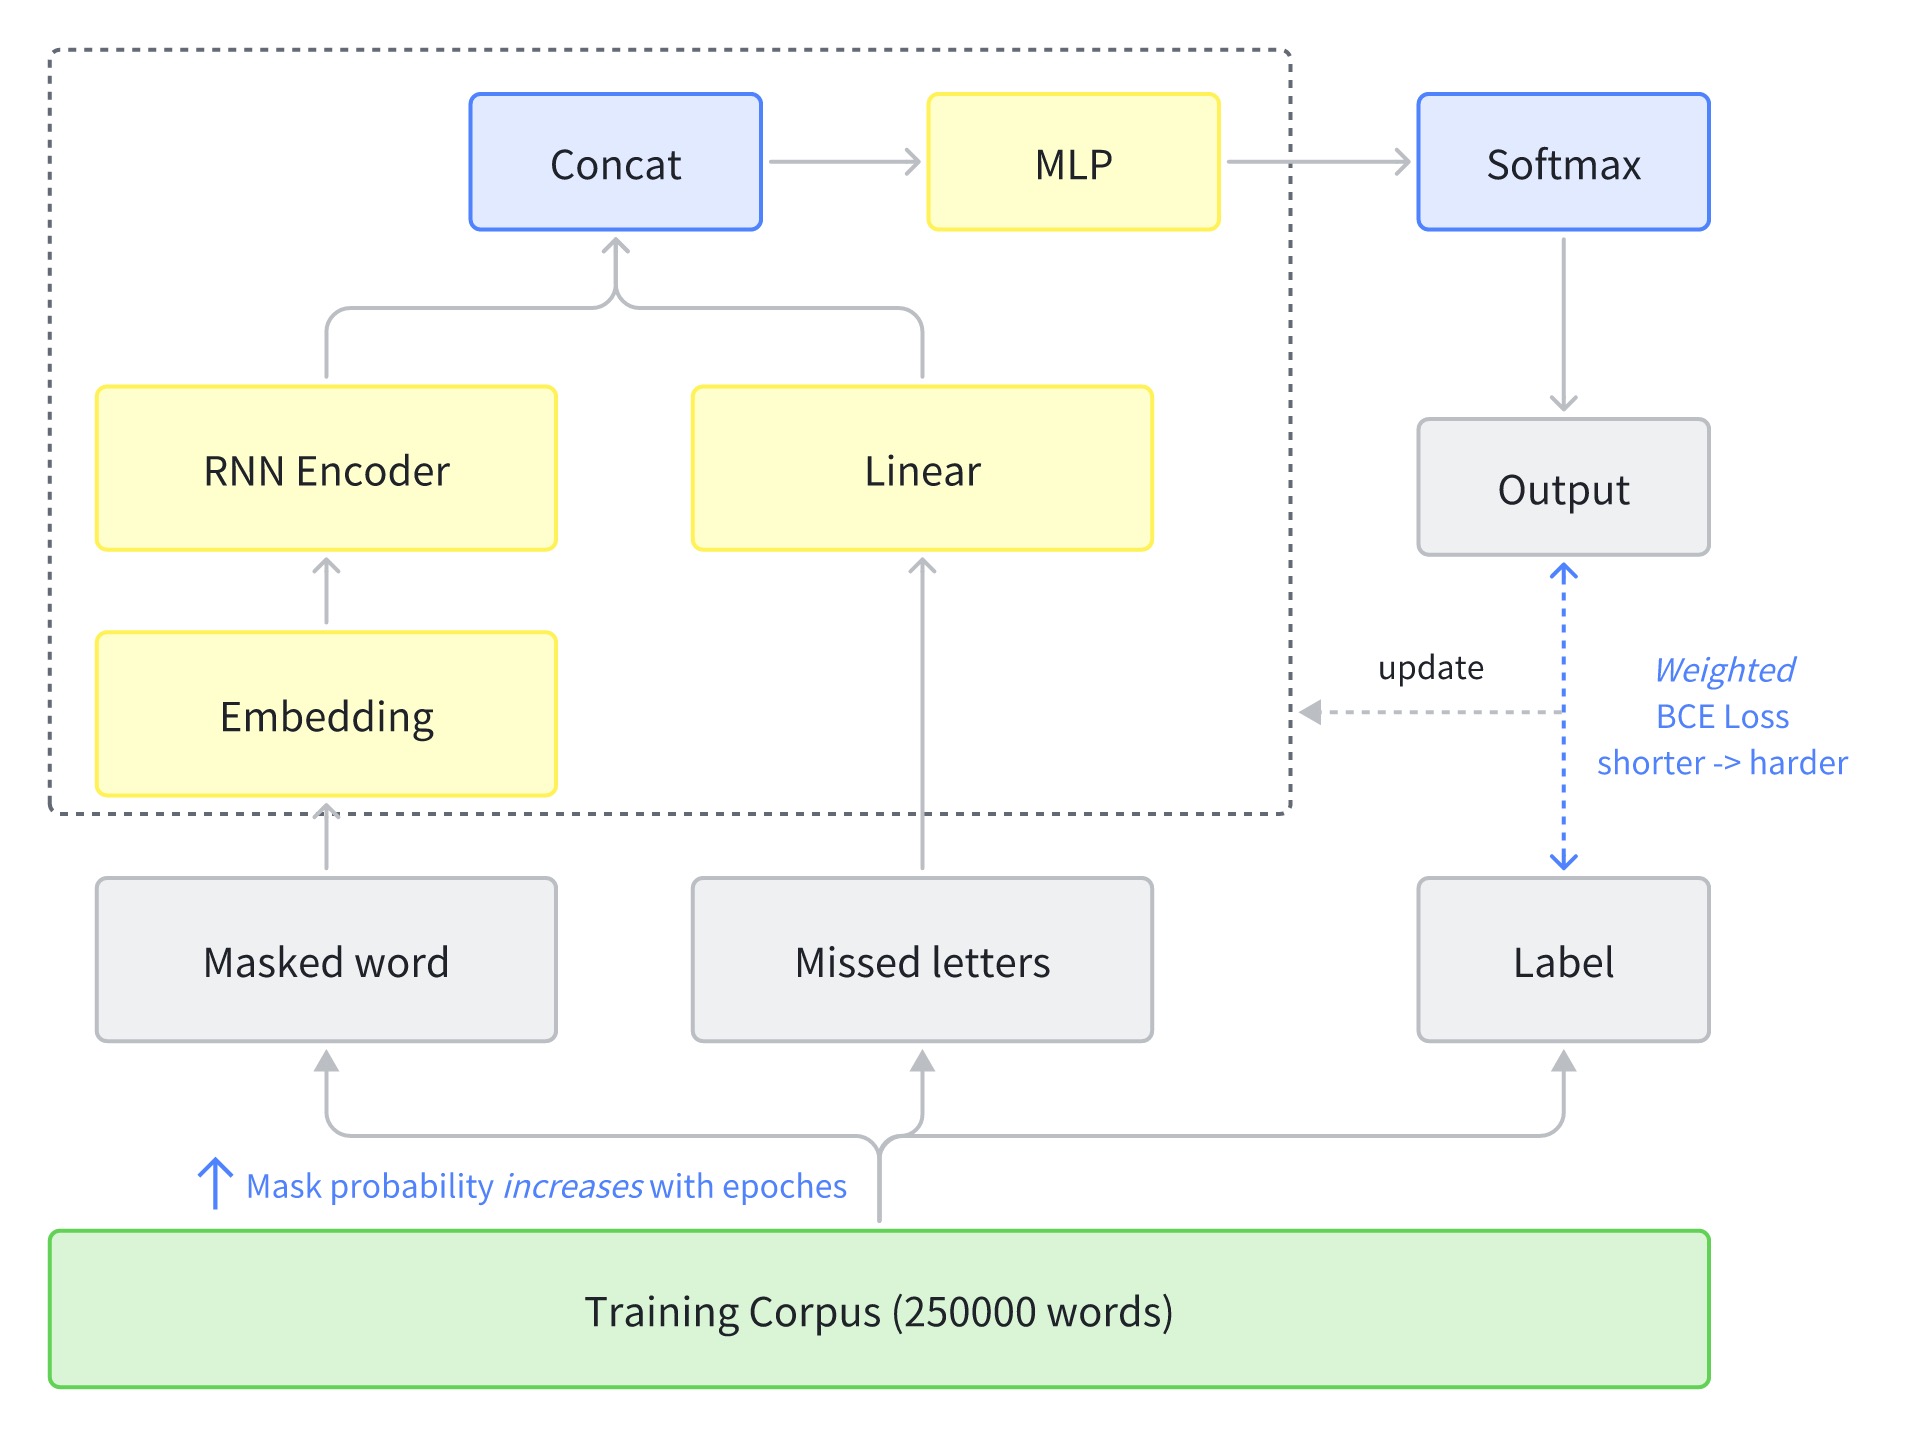 Concat
MLP
Softmax
RNN Encoder
Linear
Output
Embedding
update
Weighted
BCE Loss
shorter -> harder
Masked word
Missed letters
Label
Mask probability increases with epoches
Training Corpus (250000 words)